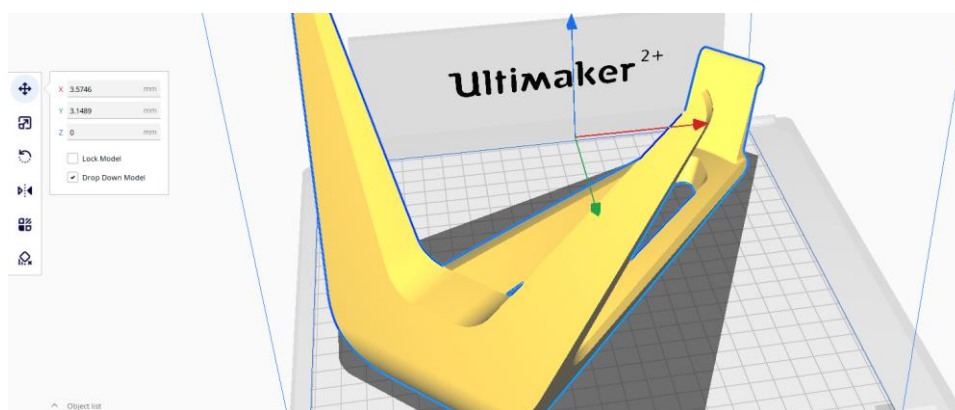 Ultimaker 2+
X 3.5746 mm
Y 3.1489 mm
Z 0 mm
Lock Model
Drop Down Model
Object list